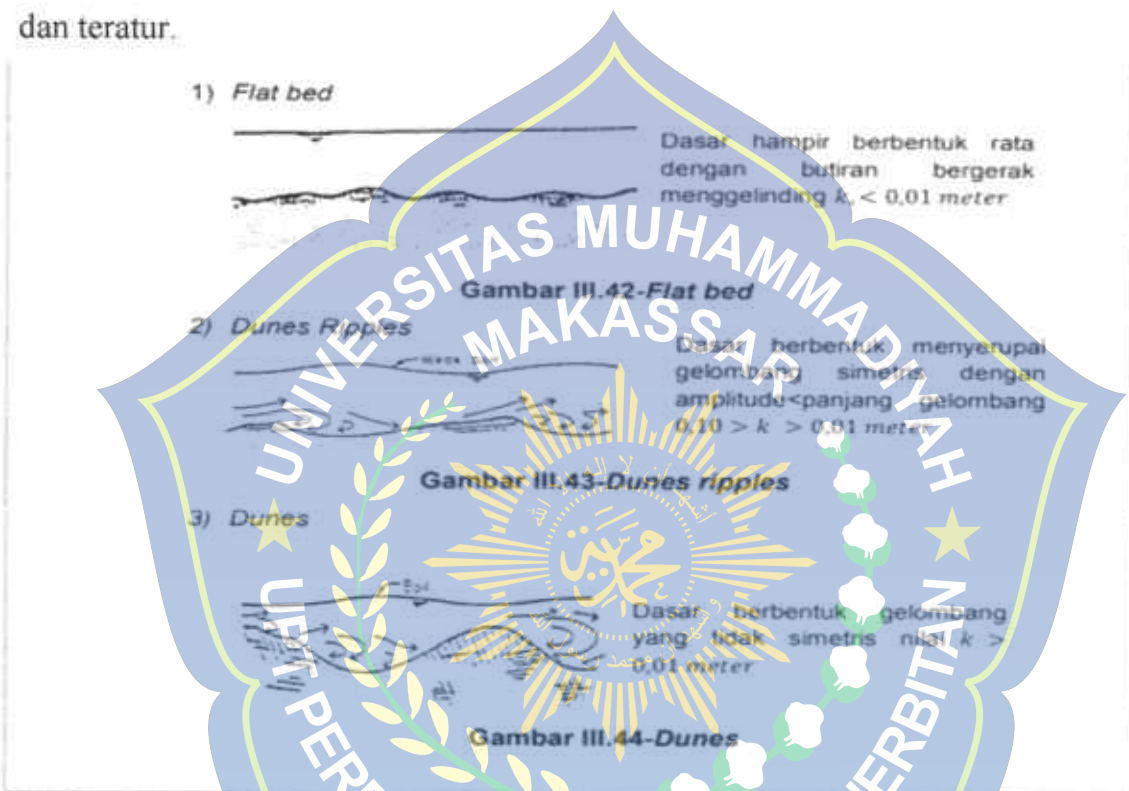 dan teratur.
1) Flat bed
Dasar hampir berbentuk rata
dengan butiran bergerak
menggelinding k, < 0,01 meter
Gambar III.42-Flat bed
2) Dunes Ripples
Dasar berbentuk menyerupai
gelombang simetris dengan
amplitude<panjang gelombang
0,10 > k > 0,01 meter
Gambar III.43-Dunes ripples
3) Dunes
Dasar berbentuk gelombang
yang tidak simetris nilai k >
0,01 meter
Gambar III.44-Dunes
UNIVERSITAS MUHAMMADIYAH
MAKASSAR
محمد
UPT